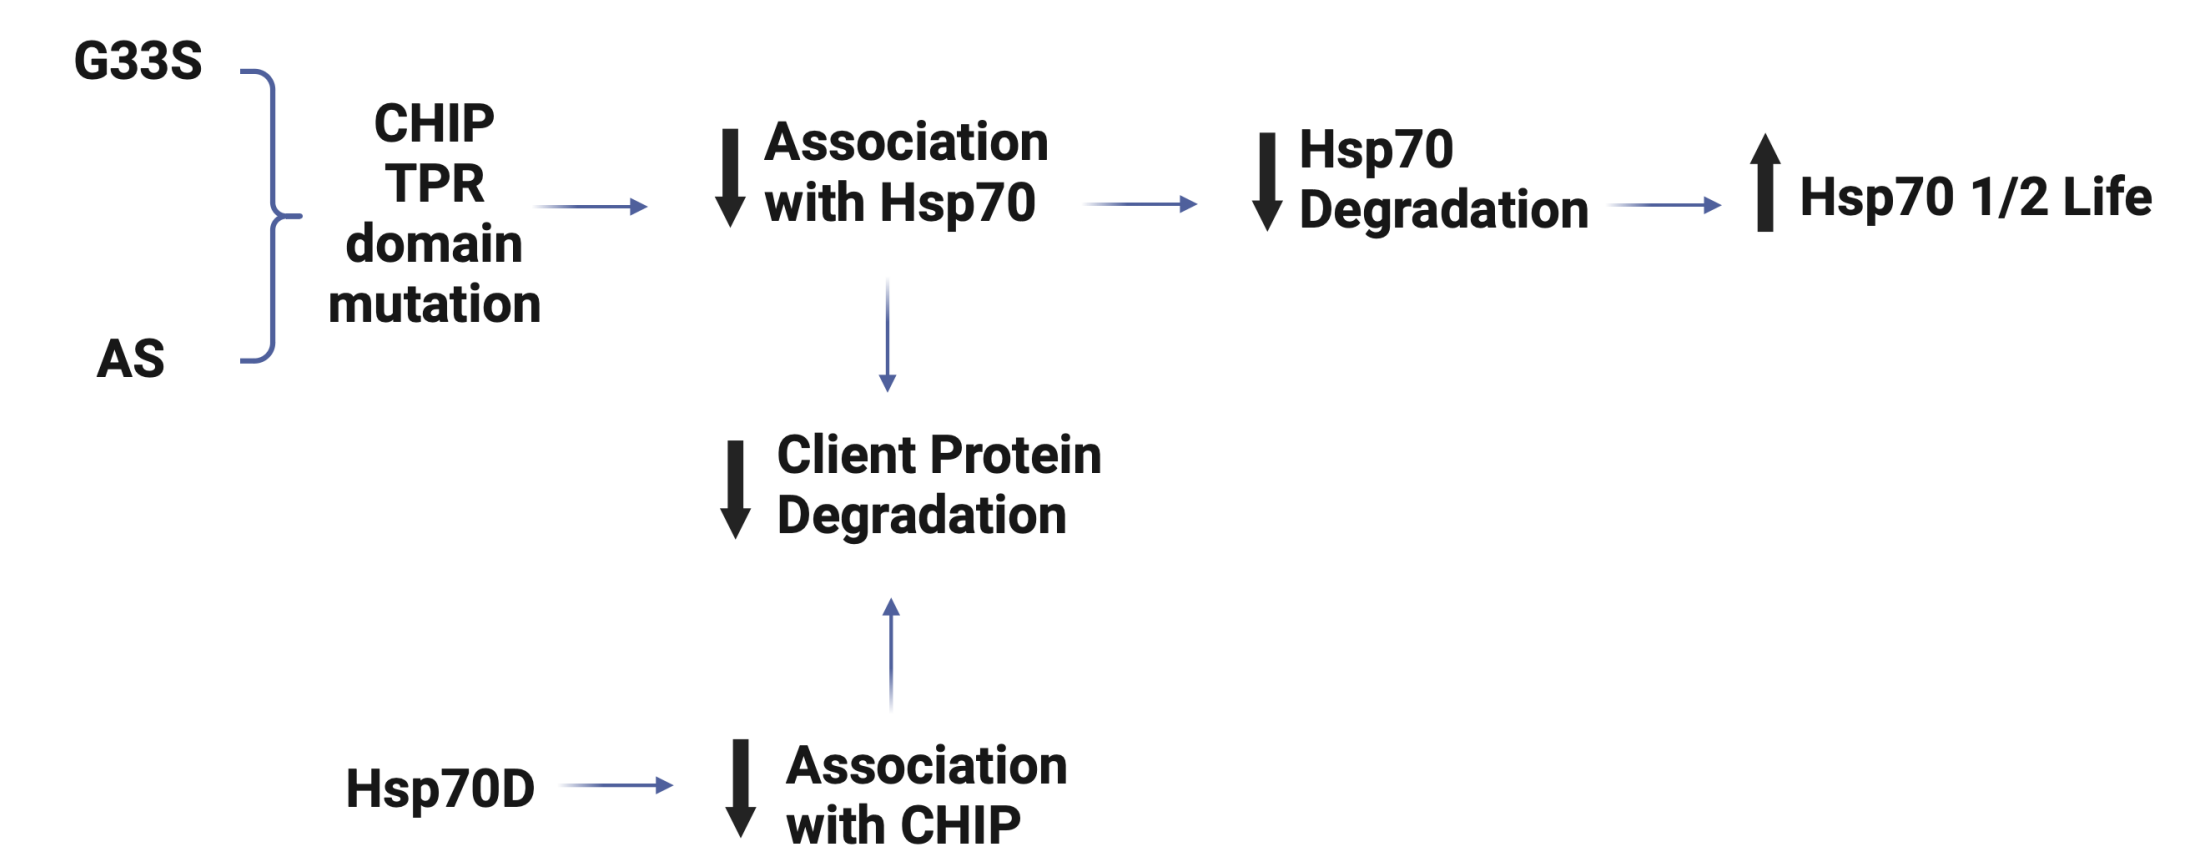 G33S
AS
CHIP
TPR
domain
mutation
Association
with Hsp70
Hsp70
Degradation
Hsp70 1/2 Life
Client Protein
Degradation
Hsp70D
Association
with CHIP